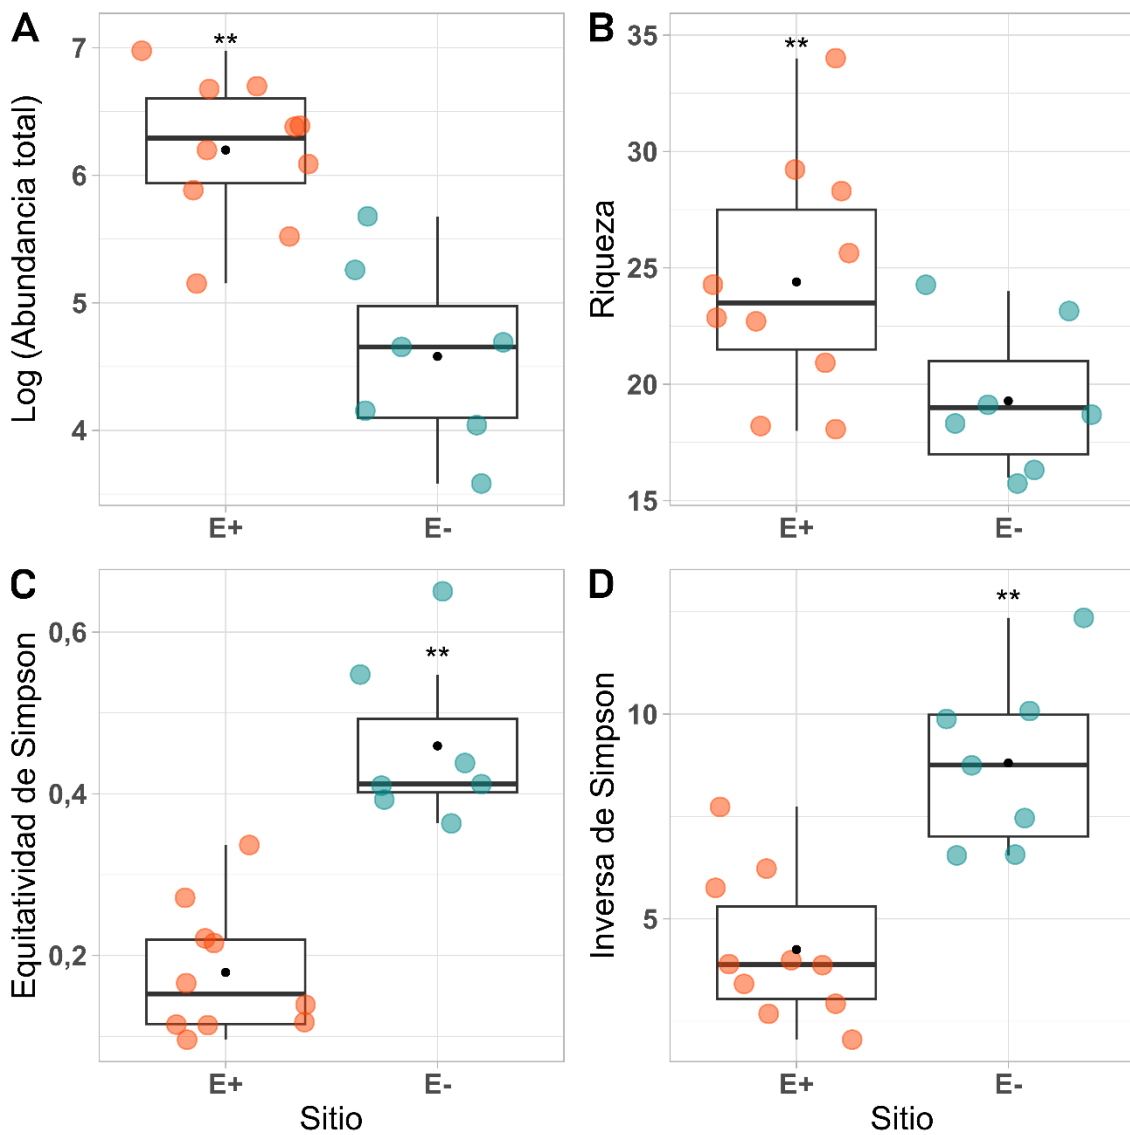 A
Log (Abundancia total)
7
6
5
4
**
E+
E-
B
Riqueza
35
30
25
20
15
**
E+
E-
C
Equitatividad de Simpson
0,6
0,4
0,2
**
E+
E-
Sitio
D
Inversa de Simpson
10
5
**
E+
E-
Sitio